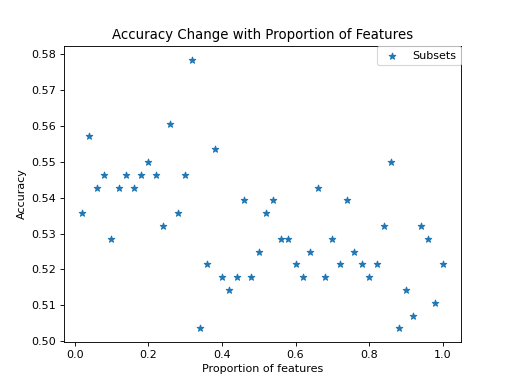 Accuracy Change with Proportion of Features
Subsets
0.58
0.57
0.56
0.55
0.54
0.53
0.52
0.51
0.50
Accuracy
0.0 0.2 0.4 0.6 0.8 1.0
Proportion of features